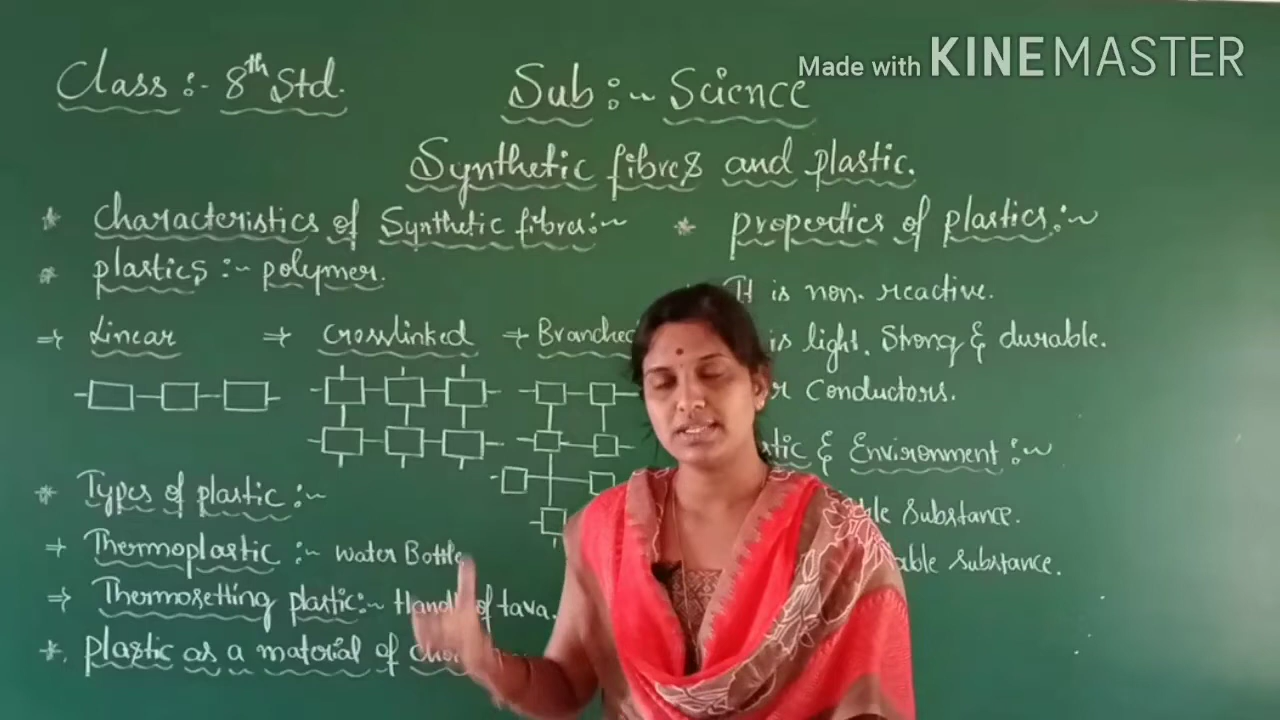 Made with KINEMASTER
Class :- 8th Std.
Sub :~ Science
Synthetic fibres and plastic.
* Characteristics of Synthetic fibres :~
* plastics :~ polymer.
→ Linear → Crosslinked → Branched
* Types of plastic :~
→ Thermoplastic :~ water Bottle
→ Thermosetting plastic :~ Handle of tava.
* plastic as a material of
* properties of plastics :~
It is non-reactive.
is light, Strong & durable.
Conductors.
& Environment :~
Substance.
Substance.